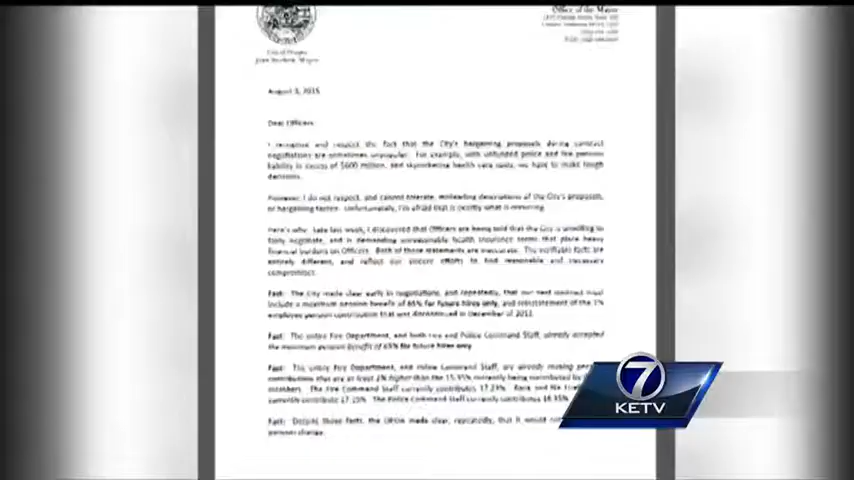 Office of the Mayor
City of Omaha
Jean Stothert, Mayor
August 3, 2015
Dear Officers:
I recognize and respect the fact that the City's bargaining proposals during contract
negotiations are sometimes unpopular. For example, with unfunded police and fire pension
liability in excess of $600 million, and skyrocketing health care costs, we have to make tough
decisions.
However, I do not respect, and cannot tolerate, misleading descriptions of the City's proposals,
or bargaining tactics. Unfortunately, I'm afraid that is exactly what is occurring.
Here's why: Late last week, I discovered that Officers are being told that the City is unwilling to
fairly negotiate, and is demanding unreasonable health insurance terms that place heavy
financial burdens on Officers. Both of those statements are inaccurate. The verifiable facts are
entirely different, and reflect our sincere efforts to find reasonable and necessary
compromises.
Fact: The City made clear early in negotiations, and repeatedly, that our next contract must
include a maximum pension benefit of 65% for future hires only, and reinstatement of the 1%
employee pension contribution that was discontinued in December of 2013.
Fact: The entire Fire Department, and both Fire and Police Command Staff, already accepted
the maximum pension benefit of 65% for future hires only.
Fact: The entire Fire Department, and Police Command Staff, are already making
contributions that are at least 1% higher than the 15.35% currently being contributed by
members. The Fire Command Staff currently contributes 17.23%. Rank and file
currently contribute 17.15%. The Police Command Staff currently contributes 16.35%
Fact: Despite those facts, the OPOA made clear, repeatedly, that it would
pension change.
7
KETV